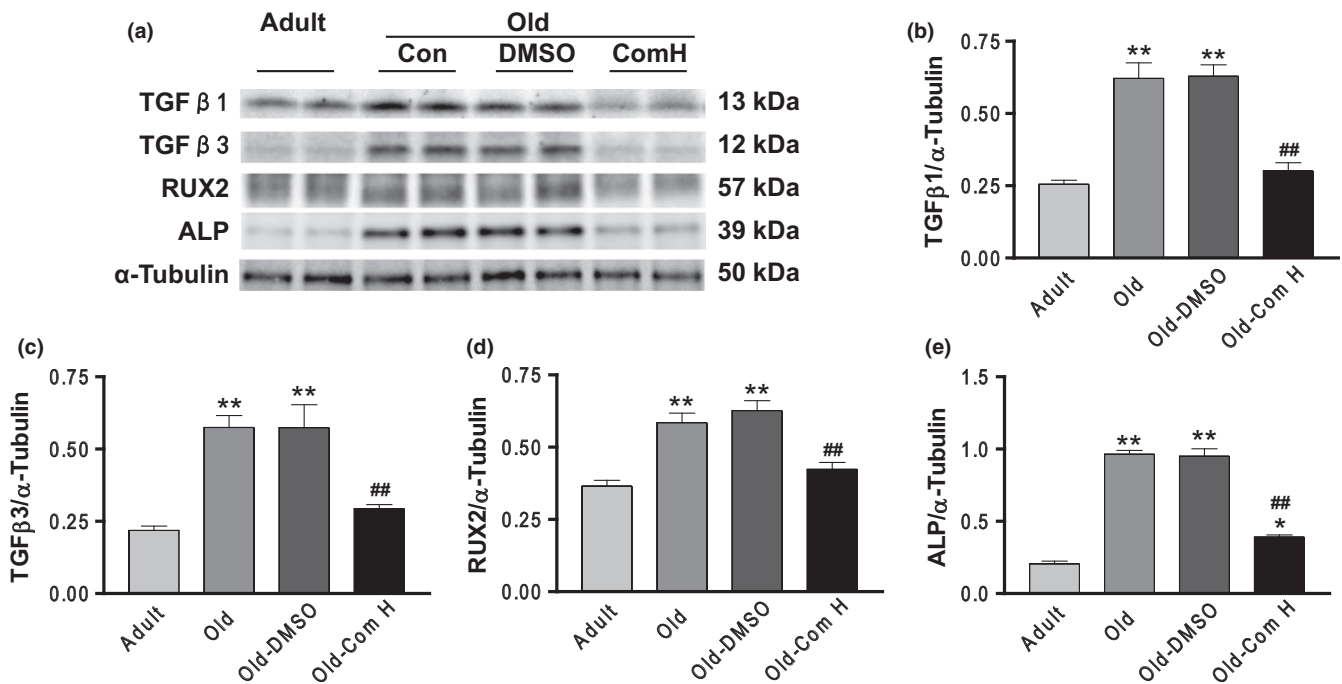 (a)
Adult
Old
Con DMSO ComH
TGF β 1 13 kDa
TGF β 3 12 kDa
RUX2 57 kDa
ALP 39 kDa
α-Tubulin 50 kDa
(b)
TGFβ1/α-Tubulin
0.75
0.50
0.25
0.00
** ** ##
Adult Old Old-DMSO Old-Com H
(c)
TGFβ3/α-Tubulin
0.75
0.50
0.25
0.00
** ** ##
Adult Old Old-DMSO Old-Com H
(d)
RUX2/α-Tubulin
0.75
0.50
0.25
0.00
** ** ##
Adult Old Old-DMSO Old-Com H
(e)
ALP/α-Tubulin
1.5
1.0
0.5
0.0
** ** ##
*
Adult Old Old-DMSO Old-Com H